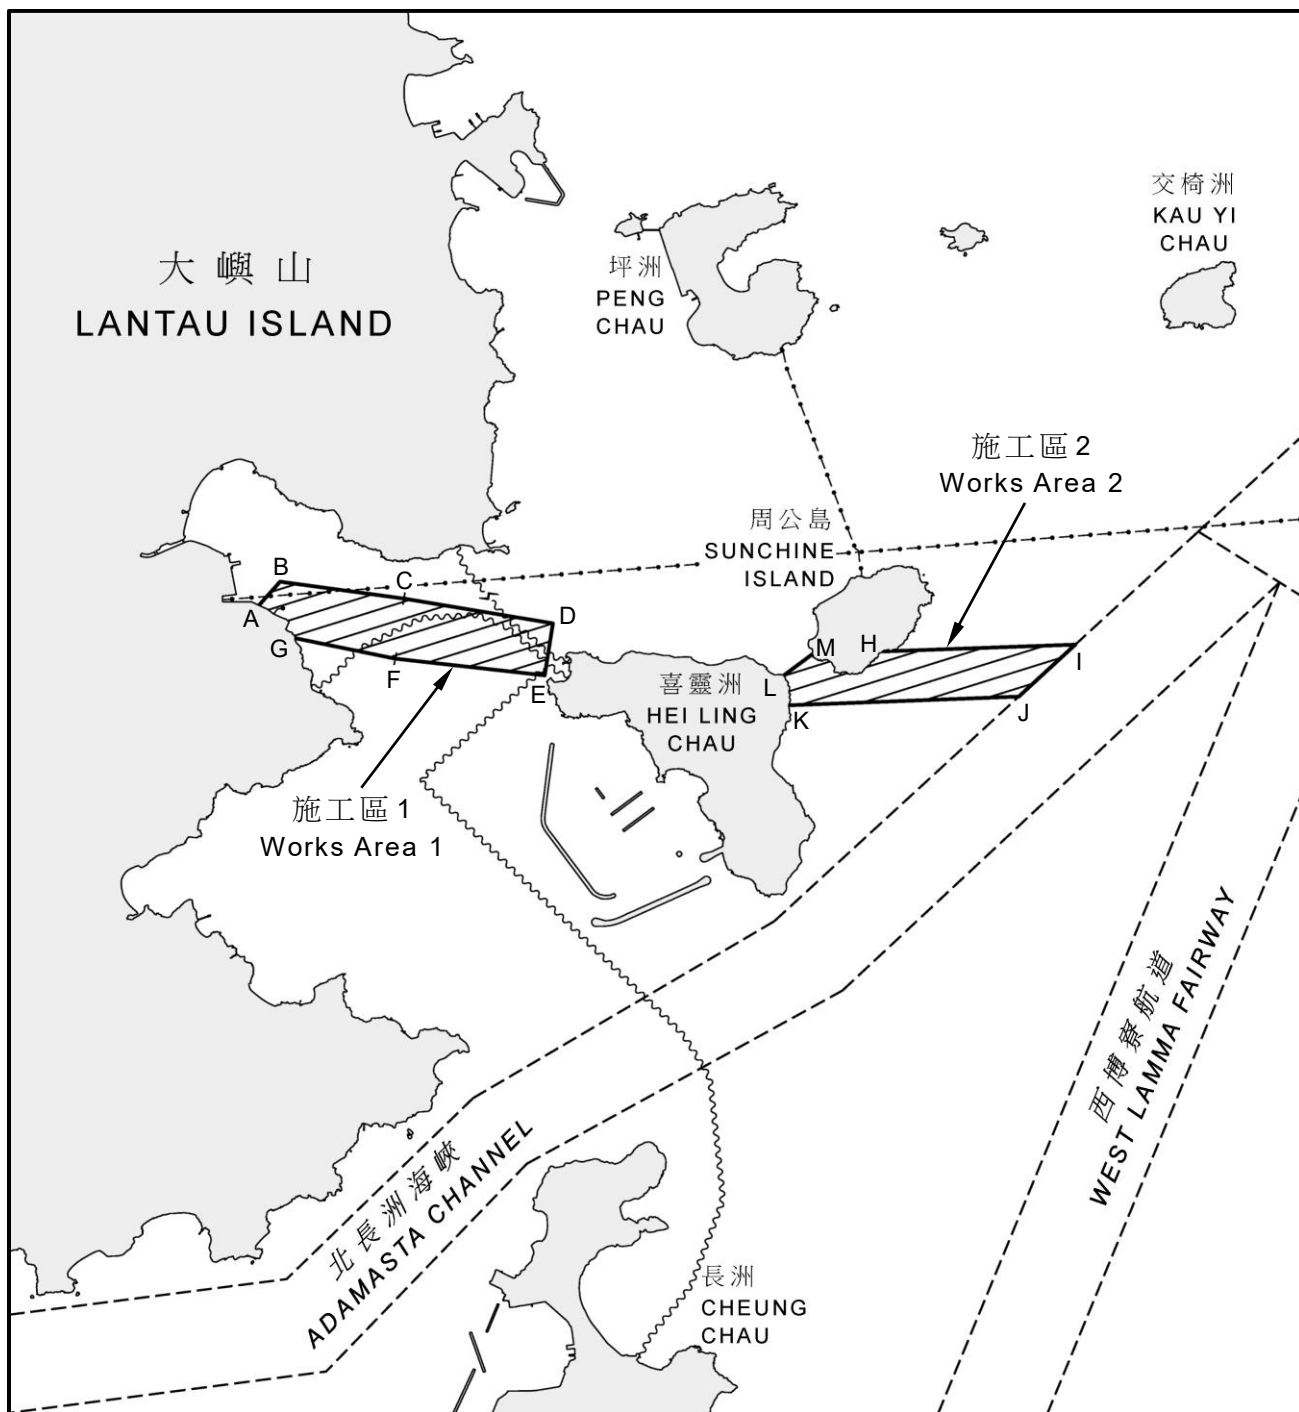 交椅洲
KAU YI
CHAU
大嶼山
LANTAU ISLAND
坪洲
PENG
CHAU
施工區 2
Works Area 2
周公島
SUNCHINE
ISLAND
B
C
A
D
G
F
E
M
H
I
L
K
J
喜靈洲
HEI LING
CHAU
施工區 1
Works Area 1
西博寮航道
WEST LAMMA FAIRWAY
北長洲海峽
ADAMASTA CHANNEL
長洲
CHEUNG
CHAU